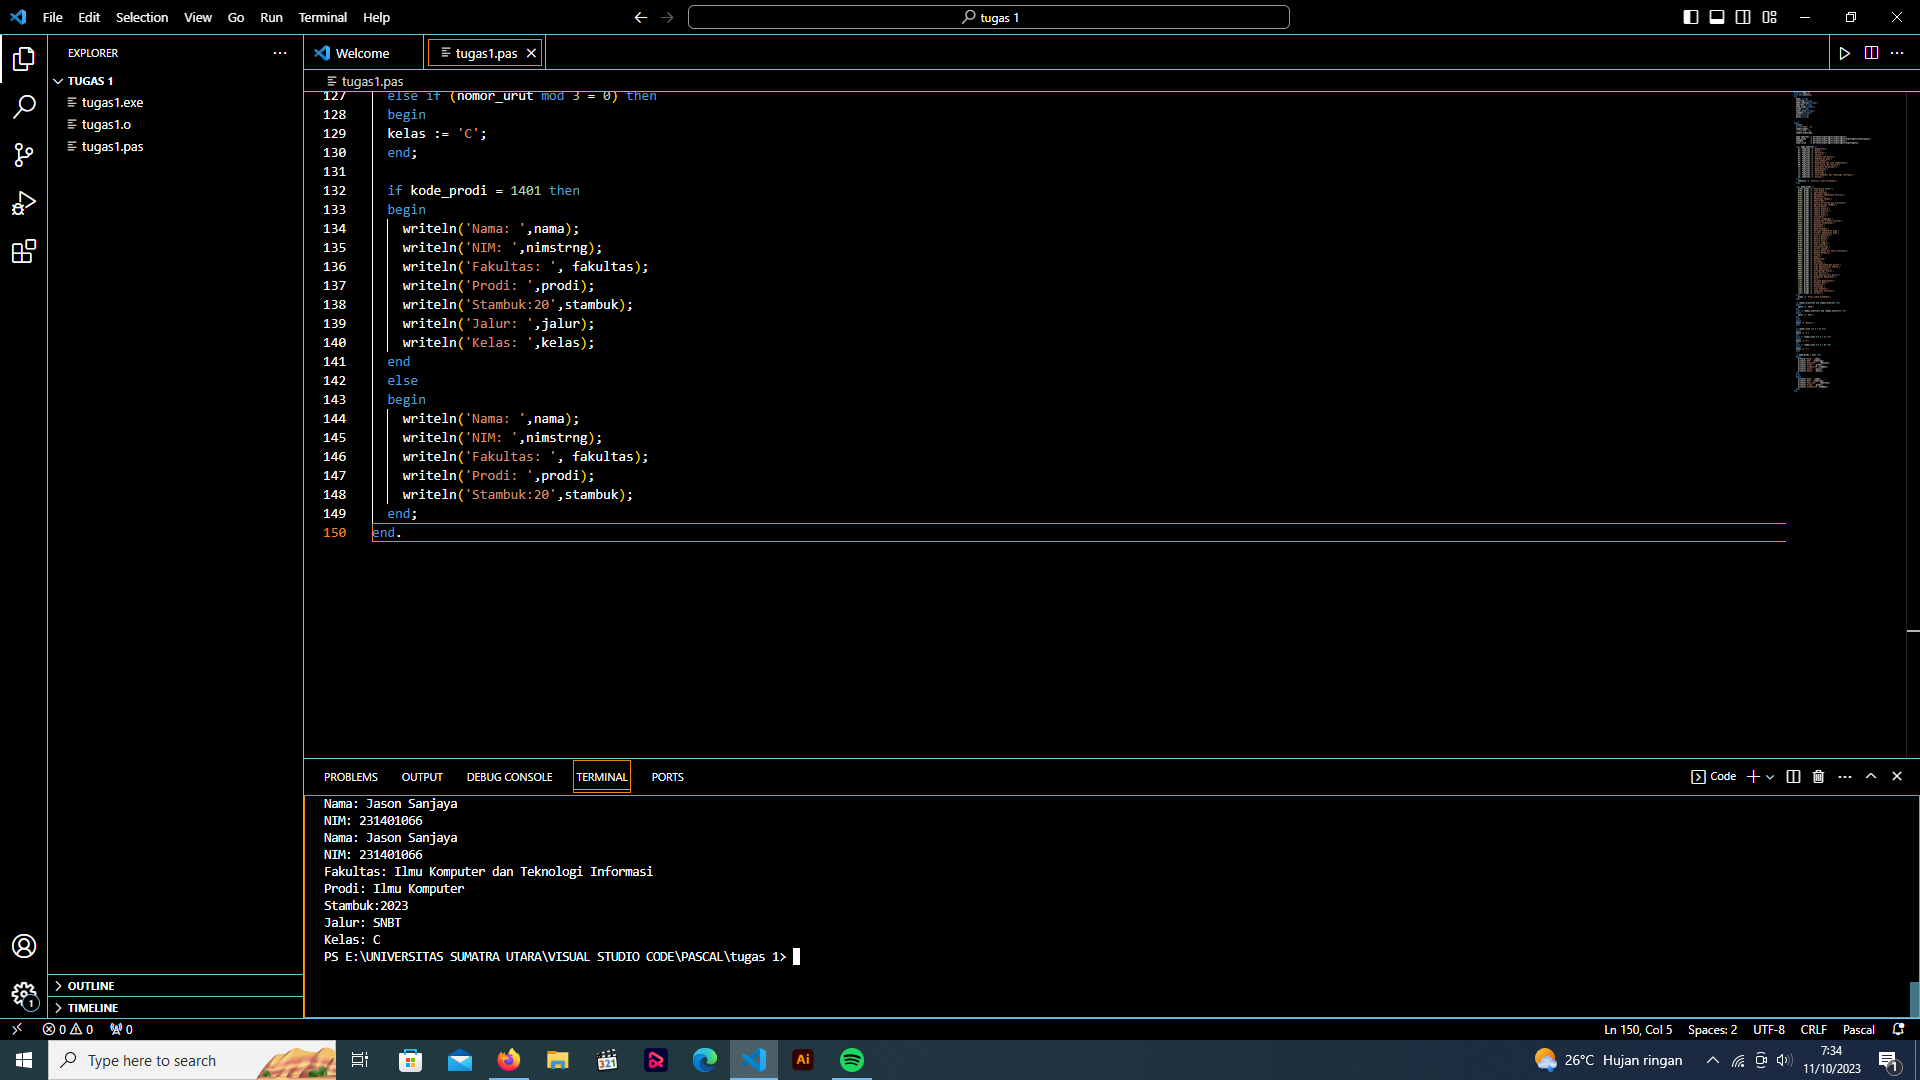 File Edit Selection View Go Run Terminal Help
tugas 1
EXPLORER
TUGAS 1
tugas1.exe
tugas1.o
tugas1.pas
Welcome
tugas1.pas
tugas1.pas
127 else if (nomor_urut mod 3 = 0) then
128 begin
129 kelas := 'C';
130 end;
131
132 if kode_prodi = 1401 then
133 begin
134 writeln('Nama: ',nama);
135 writeln('NIM: ',nimstrng);
136 writeln('Fakultas: ', fakultas);
137 writeln('Prodi: ',prodi);
138 writeln('Stambuk:20',stambuk);
139 writeln('Jalur: ',jalur);
140 writeln('Kelas: ',kelas);
141 end
142 else
143 begin
144 writeln('Nama: ',nama);
145 writeln('NIM: ',nimstrng);
146 writeln('Fakultas: ', fakultas);
147 writeln('Prodi: ',prodi);
148 writeln('Stambuk:20',stambuk);
149 end;
150 end.
PROBLEMS OUTPUT DEBUG CONSOLE TERMINAL PORTS
Code
Nama: Jason Sanjaya
NIM: 231401066
Nama: Jason Sanjaya
NIM: 231401066
Fakultas: Ilmu Komputer dan Teknologi Informasi
Prodi: Ilmu Komputer
Stambuk:2023
Jalur: SNBT
Kelas: C
PS E:\UNIVERSITAS SUMATRA UTARA\VISUAL STUDIO CODE\PASCAL\tugas 1>
OUTLINE
TIMELINE
1
0 0 0
Ln 150, Col 5 Spaces: 2 UTF-8 CRLF Pascal
Type here to search
321
Ai
26°C Hujan ringan
7:34
11/10/2023
1